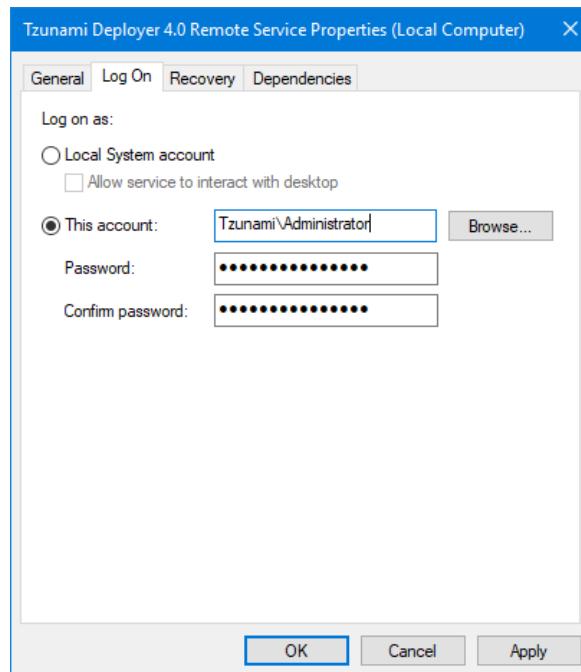 Tzunami Deployer 4.0 Remote Service Properties (Local Computer)
General Log On Recovery Dependencies
Log on as:
Local System account
Allow service to interact with desktop
This account: Tzunami\Administrator Browse...
Password: •••••••••••••••
Confirm password: •••••••••••••••
OK Cancel Apply